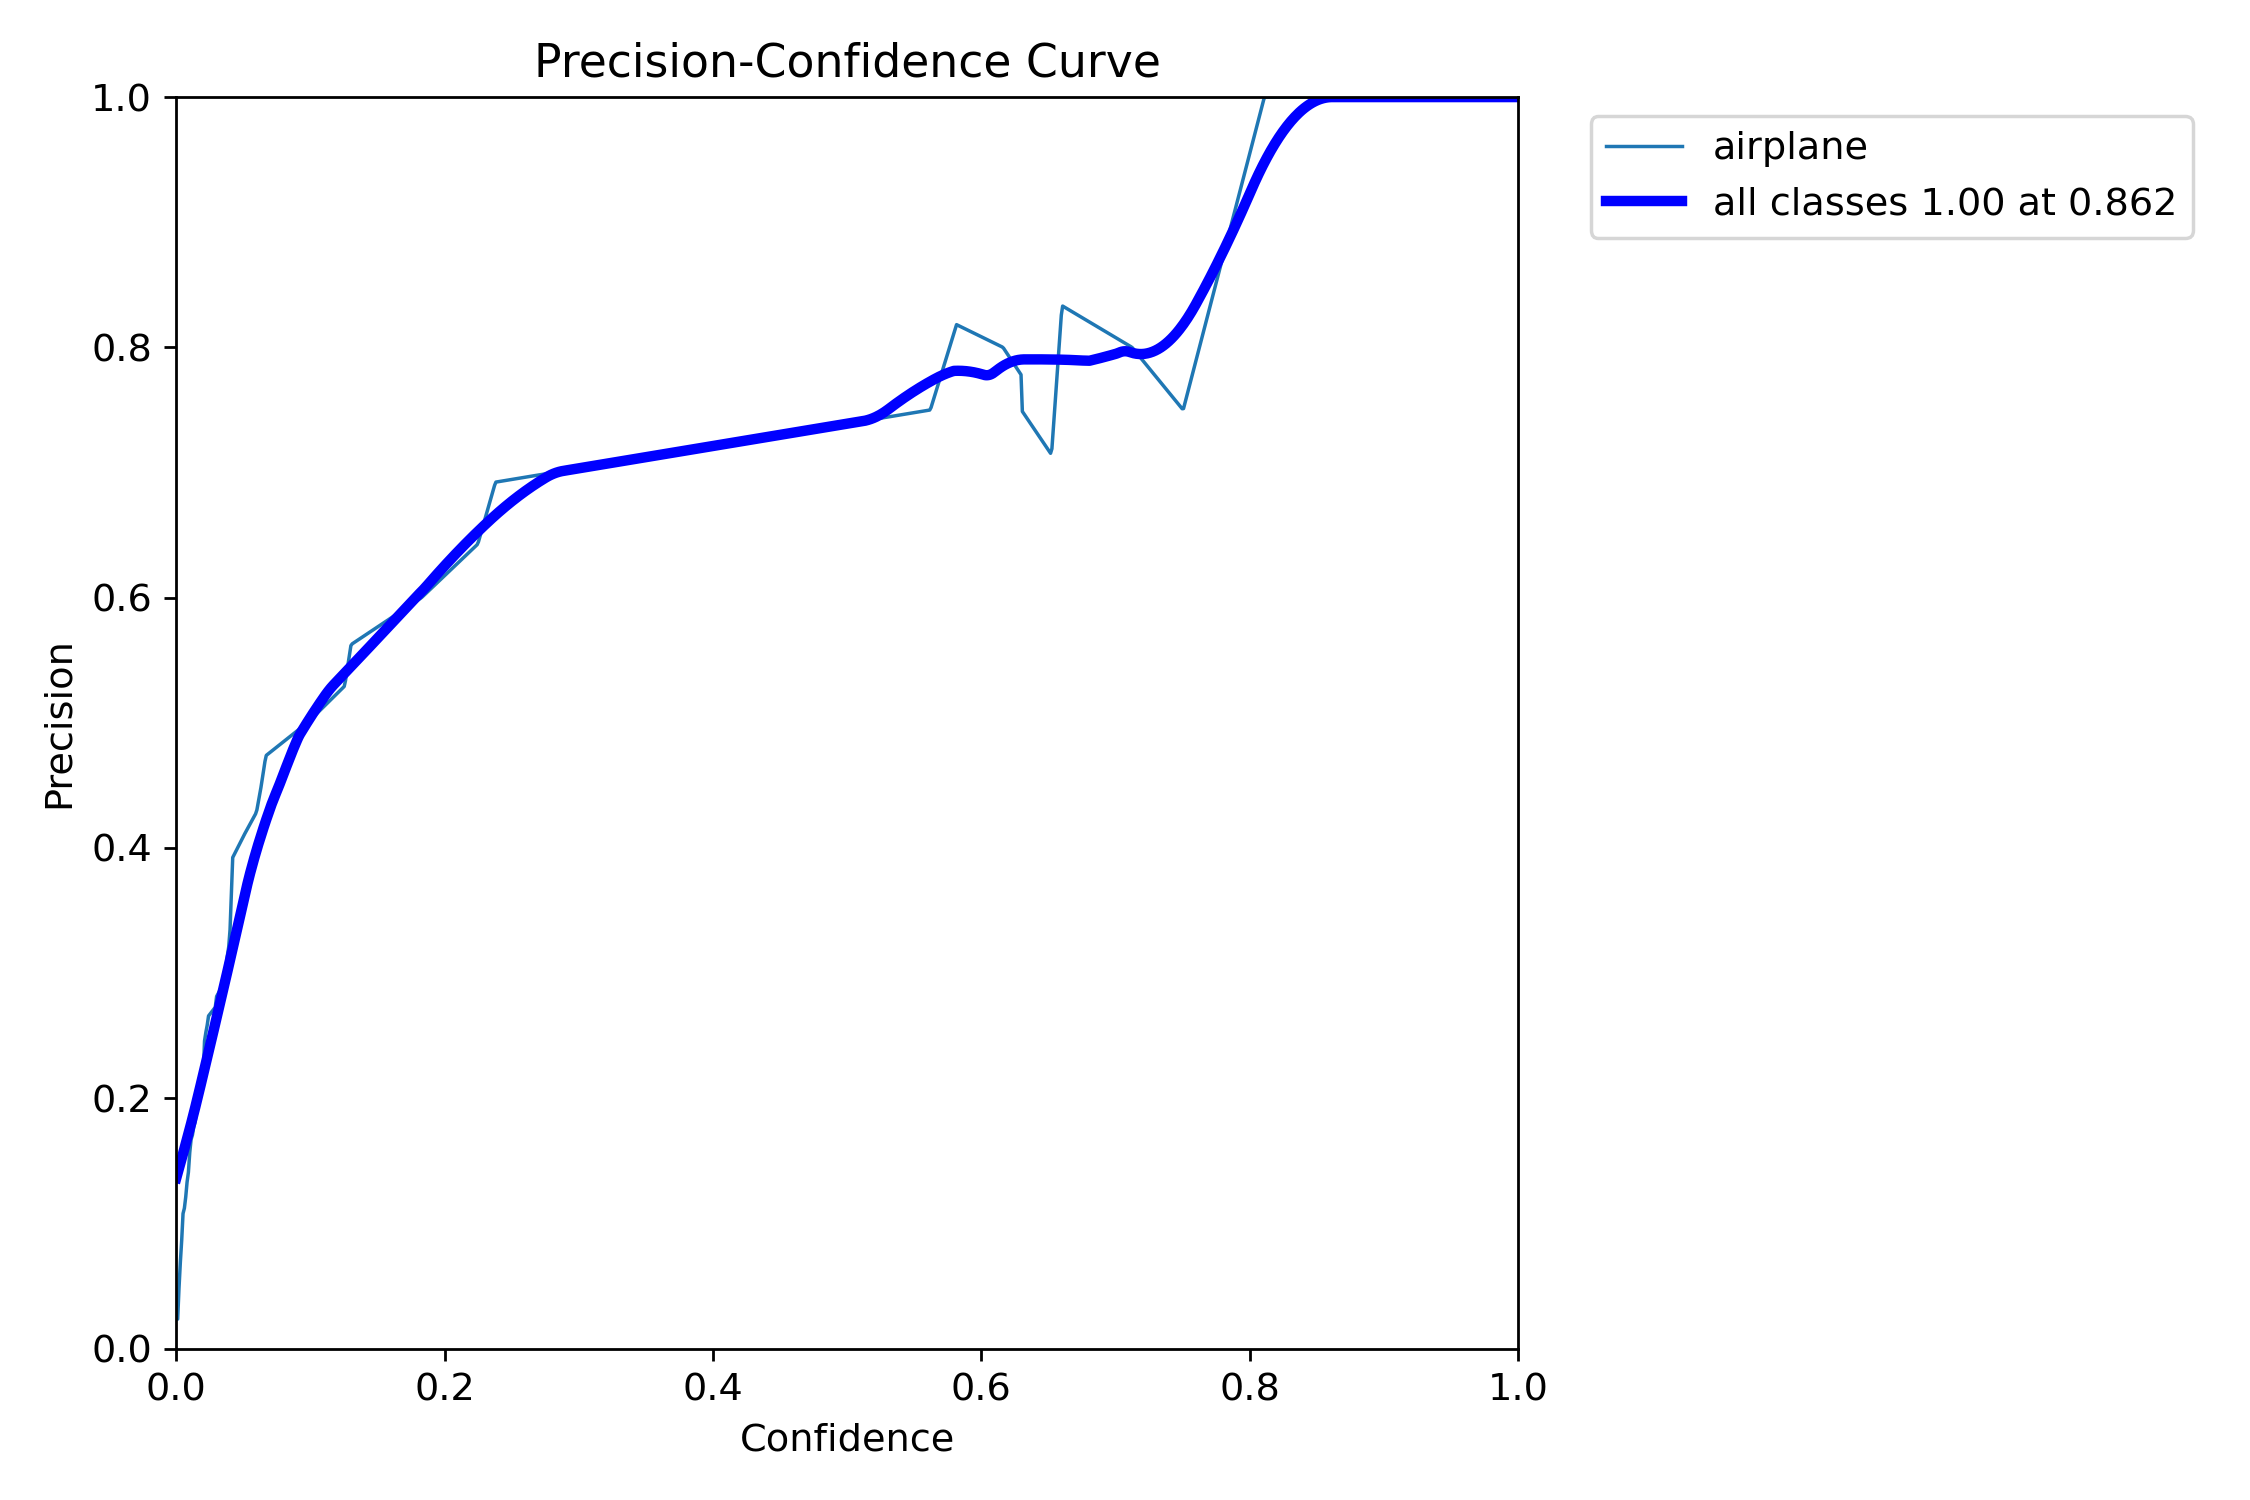 Precision-Confidence Curve
1.0
0.8
0.6
0.4
0.2
0.0
Precision
0.0 0.2 0.4 0.6 0.8 1.0
Confidence
airplane
all classes 1.00 at 0.862